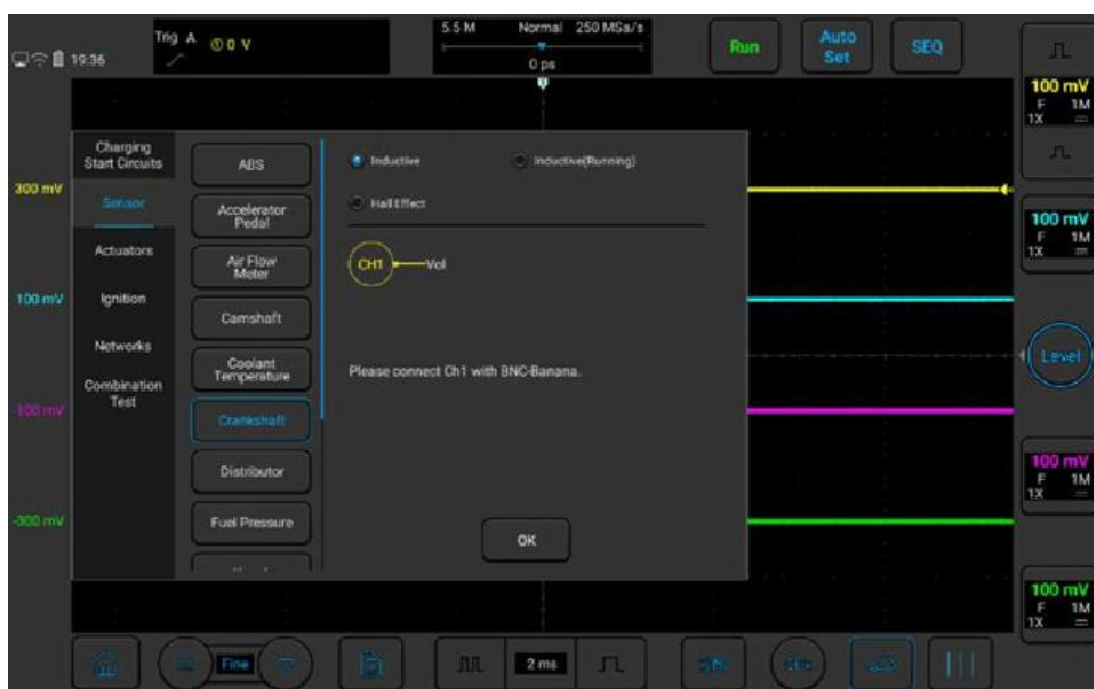 19:36
Trig A ① 0 V
5.5 M Normal 250 MSa/s
0 ps
Run
Auto
Set
SEQ
100 mV
F 1M
1X
300 mV
100 mV
-100 mV
-300 mV
Charging
Start Circuits
Sensor
Actuators
Ignition
Networks
Combination
Test
ABS
Accelerator
Pedal
Air Flow
Meter
Camshaft
Coolant
Temperature
Crankshaft
Distributor
Fuel Pressure
Inductive
Inductive(Running)
Hall Effect
CH1
Vol
Please connect Ch1 with BNC-Banana.
OK
100 mV
F 1M
1X
Level
100 mV
F 1M
1X
100 mV
F 1M
1X
Fine
2 ms